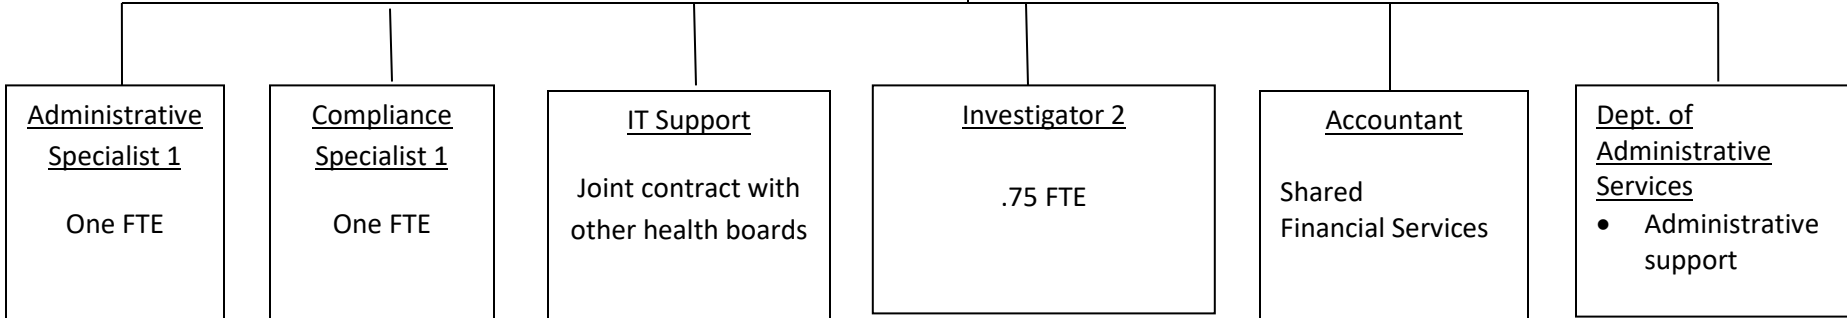 Administrative
Specialist 1
One FTE
Compliance
Specialist 1
One FTE
IT Support
Joint contract with
other health boards
Investigator 2
.75 FTE
Accountant
Shared
Financial Services
Dept. of
Administrative
Services
• Administrative
support